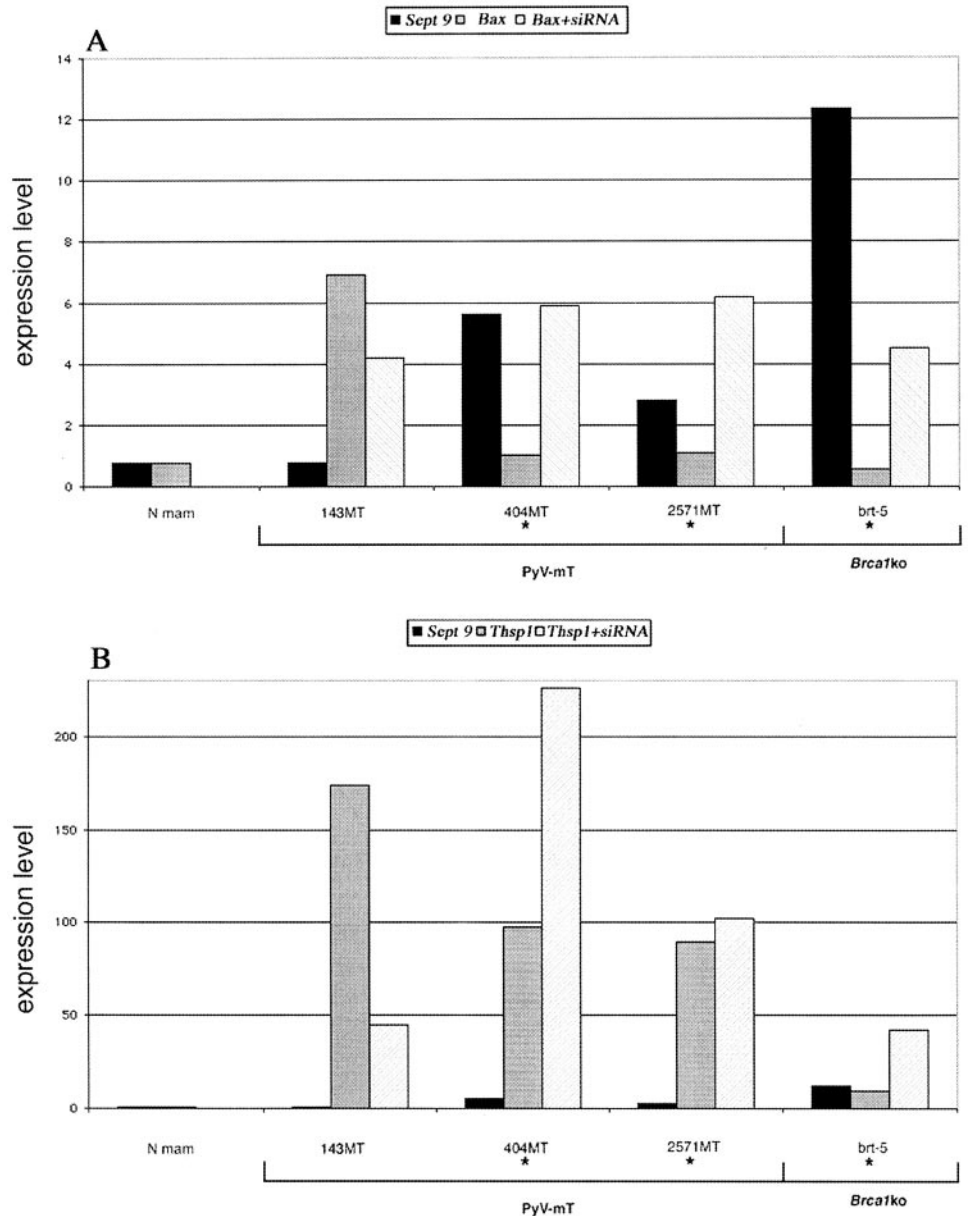 ■ Sept 9 ▒ Bax □ Bax+siRNA
A
14
12
10
8
6
4
2
0
expression level
N mam 143MT 404MT 2571MT brt-5
* * *
PyV-mT Brca1ko
■ Sept 9 ▒ Thsp1 □ Thsp1+siRNA
B
200
150
100
50
0
expression level
N mam 143MT 404MT 2571MT brt-5
* * *
PyV-mT Brca1ko